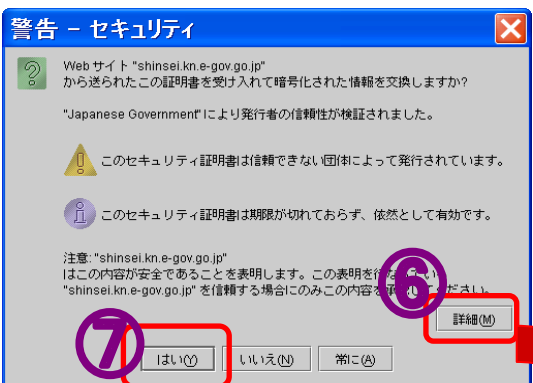 警告 - セキュリティ
Web サイト "shinsei.kn.e-gov.go.jp"
から送られたこの証明書を受け入れて暗号化された情報を交換しますか?
"Japanese Government" により発行者の信頼性が検証されました。
このセキュリティ証明書は信頼できない団体によって発行されています。
このセキュリティ証明書は期限が切れておらず、依然として有効です。
注意: "shinsei.kn.e-gov.go.jp"
はこの内容が安全であることを表明します。この表明を
"shinsei.kn.e-gov.go.jp" を信頼する場合にのみこの内容を ください。
⑥
詳細(M)
⑦
はい(Y)
いいえ(N)
常に(A)